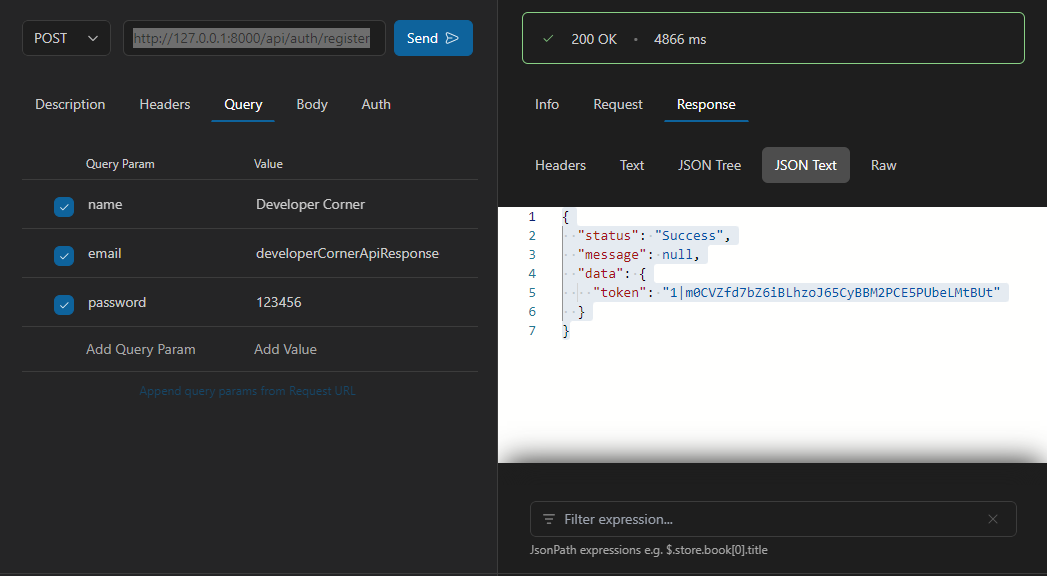 POST
http://127.0.0.1:8000/api/auth/register
Send
Description Headers Query Body Auth
Query Param Value
name Developer Corner
email developerCornerApiResponse
password 123456
Add Query Param Add Value
Append query params from Request URL
200 OK • 4866 ms
Info Request Response
Headers Text JSON Tree JSON Text Raw
1 {
2 "status": "Success",
3 "message": null,
4 "data": {
5 "token": "1|m0CVZfd7bZ6iBLhzoJ65CyBBM2PCE5PUbeLMtBUt"
6 }
7 }
Filter expression...
JsonPath expressions e.g. $.store.book[0].title